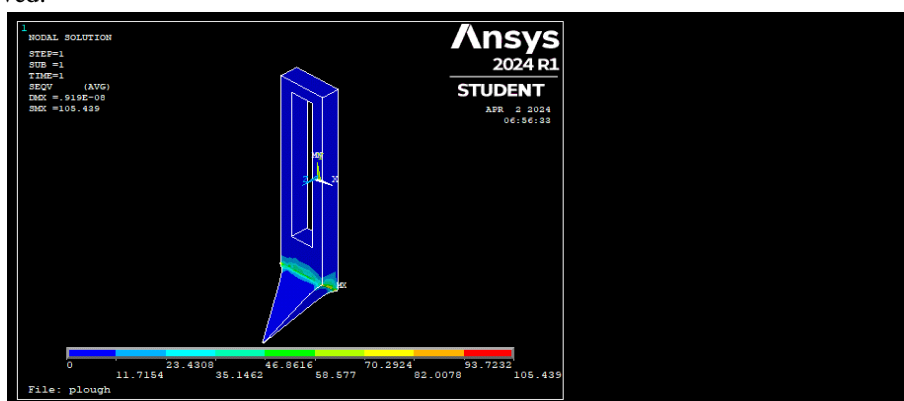 1
NODAL SOLUTION
STEP=1
SUB =1
TIME=1
SEQV (AVG)
DMX =.919E-08
SMX =105.439
Ansys
2024 R1
STUDENT
APR 2 2024
06:56:33
MN
X
MX
0 23.4308 46.8616 70.2924 93.7232
11.7154 35.1462 58.577 82.0078 105.439
File: plough